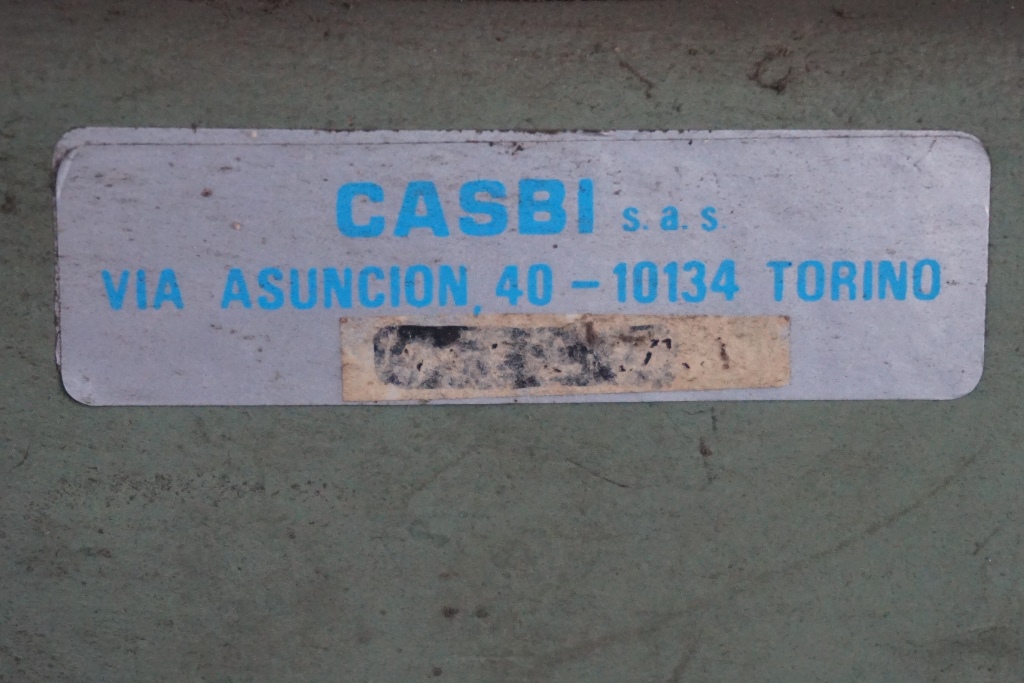 CASBI s.a.s
VIA ASUNCION, 40 - 10134 TORINO